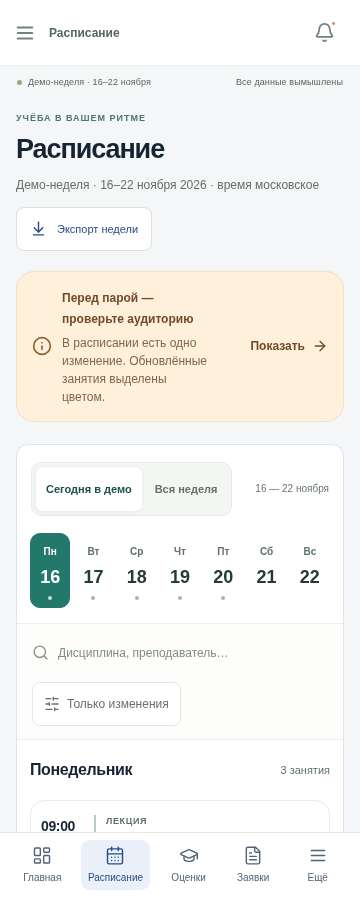 Расписание
Демо-неделя · 16–22 ноября
Все данные вымышлены
УЧЁБА В ВАШЕМ РИТМЕ
Расписание
Демо-неделя · 16–22 ноября 2026 · время московское
Экспорт недели
Перед парой —
проверьте аудиторию
В расписании есть одно
изменение. Обновлённые
занятия выделены
цветом.
Показать
Сегодня в демо
Вся неделя
16 — 22 ноября
Пн Вт Ср Чт Пт Сб Вс
16 17 18 19 20 21 22
Дисциплина, преподаватель…
Только изменения
Понедельник
3 занятия
09:00
ЛЕКЦИЯ
Главная Расписание Оценки Заявки Ещё